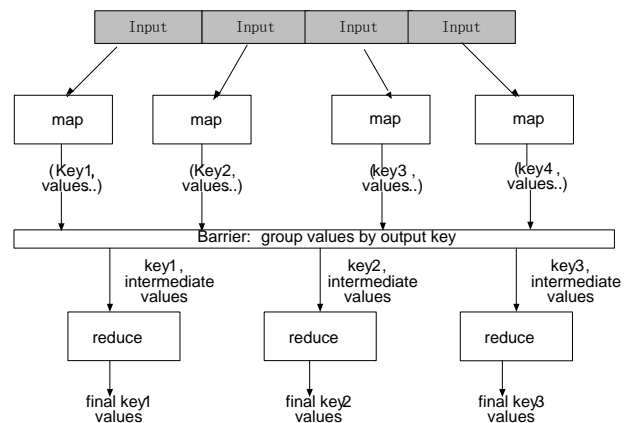 Input Input Input Input
map map map map
(Key1, (Key2, (key3 , (key4 ,
values..) values..) values..) values..)
Barrier: group values by output key
key1 , key2, key3,
intermediate intermediate intermediate
values values values
reduce reduce reduce
final key1 final key2 final key3
values values values